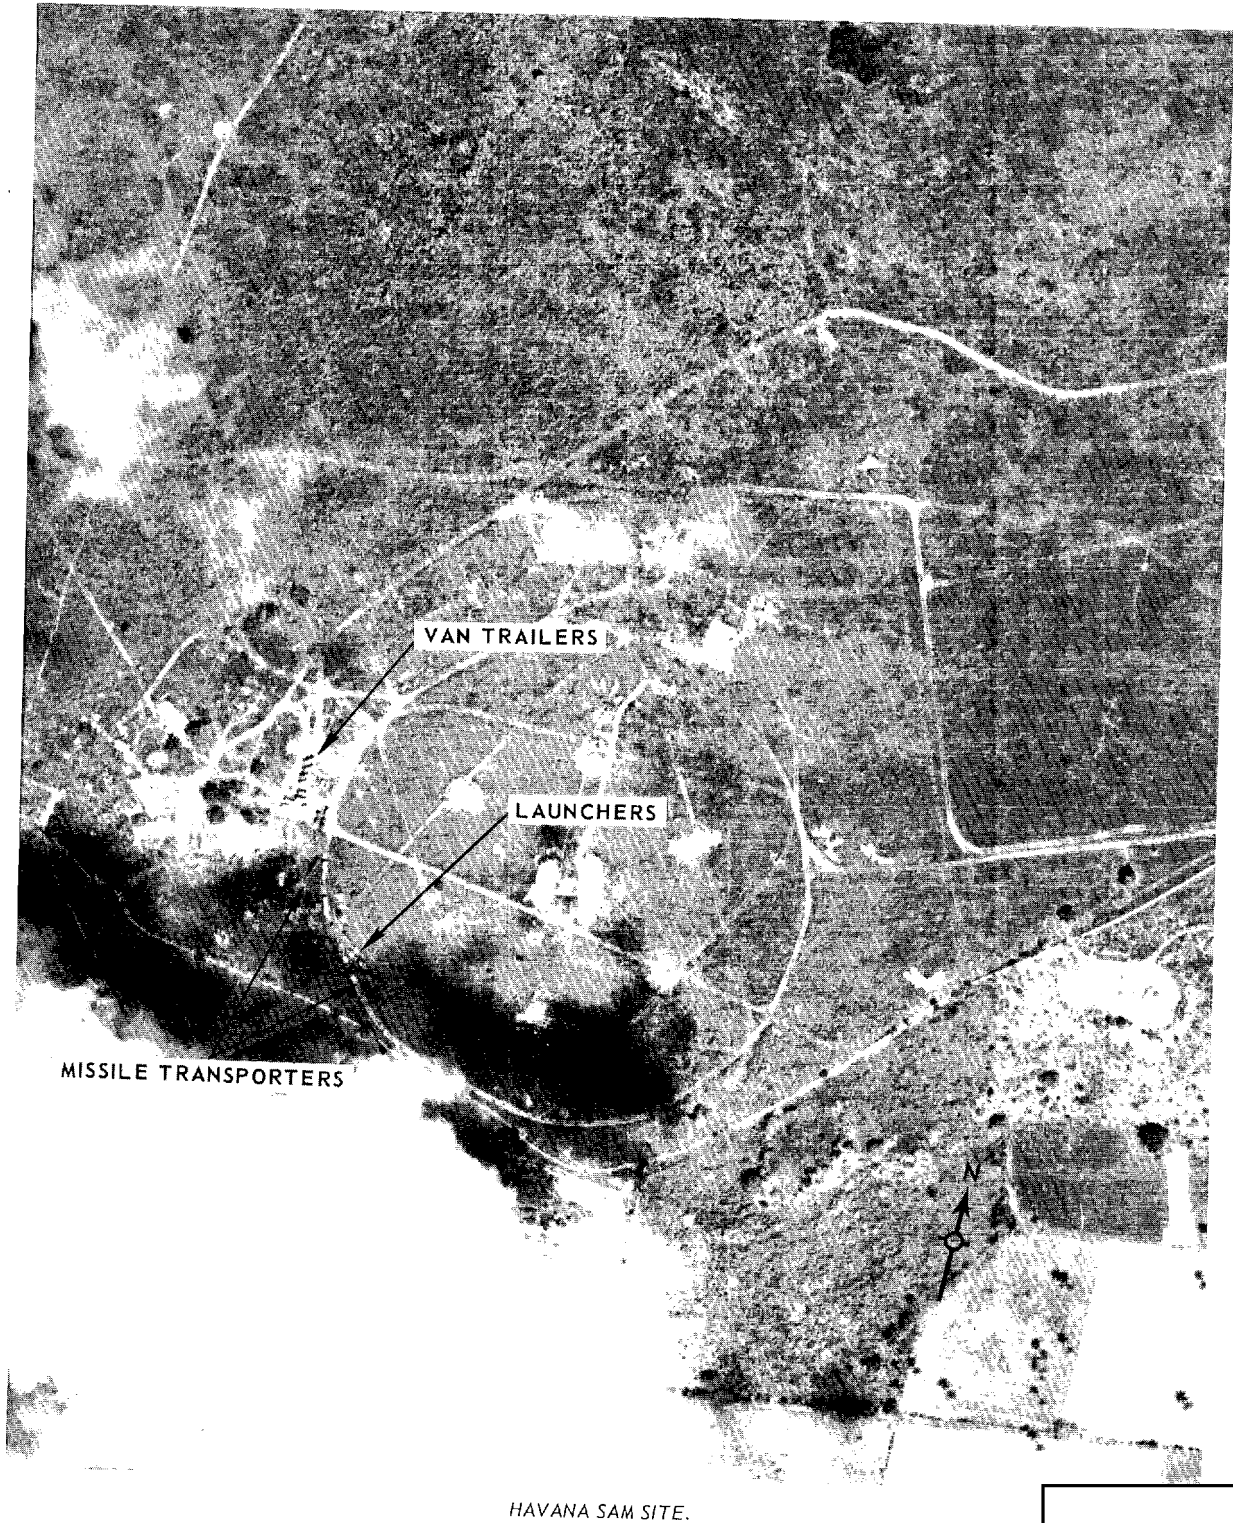 VAN TRAILERS
LAUNCHERS
MISSILE TRANSPORTERS
N
HAVANA SAM SITE.